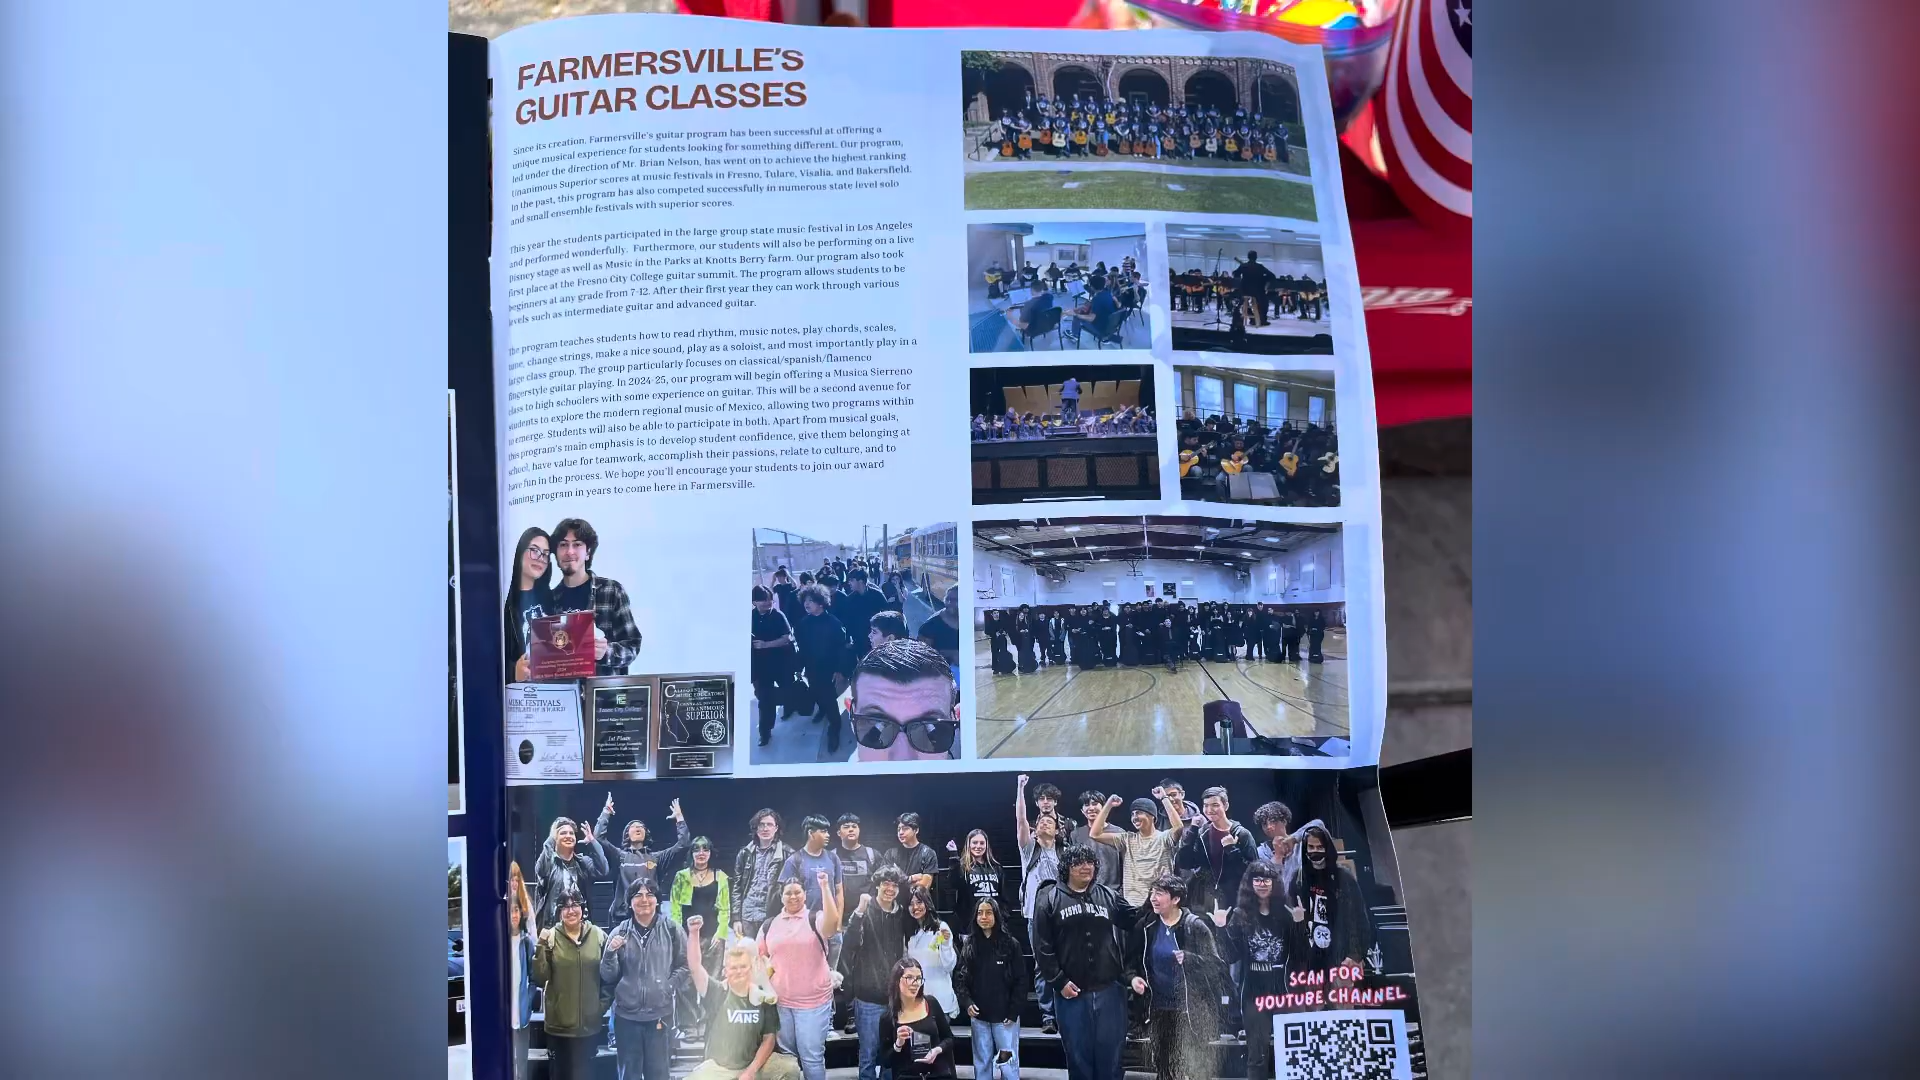 FARMERSVILLE'S
GUITAR CLASSES
Since its creation, Farmersville's guitar program has been successful at offering a
unique musical experience for students looking for something different. Our program,
led under the direction of Mr. Brian Nelson, has went on to achieve the highest ranking
Unanimous Superior scores at music festivals in Fresno, Tulare, Visalia, and Bakersfield.
In the past, this program has also competed successfully in numerous state level solo
and small ensemble festivals with superior scores.
This year the students participated in the large group state music festival in Los Angeles
and performed wonderfully. Furthermore, our students will also be performing on a live
Disney stage as well as Music in the Parks at Knotts Berry farm. Our program also took
first place at the Fresno City College guitar summit. The program allows students to be
beginners at any grade from 7-12. After their first year they can work through various
levels such as intermediate guitar and advanced guitar.
The program teaches students how to read rhythm, music notes, play chords, scales,
tune, change strings, make a nice sound, play as a soloist, and most importantly play in a
large class group. The group particularly focuses on classical/spanish/flamenco
fingerstyle guitar playing. In 2024-25, our program will begin offering a Musica Sierreno
class to high schoolers with some experience on guitar. This will be a second avenue for
students to explore the modern regional music of Mexico, allowing two programs within
to emerge. Students will also be able to participate in both. Apart from musical goals,
this program's main emphasis is to develop student confidence, give them belonging at
school, have value for teamwork, accomplish their passions, relate to culture, and to
have fun in the process. We hope you'll encourage your students to join our award
winning program in years to come here in Farmersville.
MUSIC FESTIVALS
CERTIFICATE OF AWARD
Fresno City College
1st Place
CALIFORNIA
MUSIC EDUCATORS
CENTRAL SECTION
UNANIMOUS
SUPERIOR
VANS
PISMO BEACH
NIRVANA
SCAN FOR
YOUTUBE CHANNEL